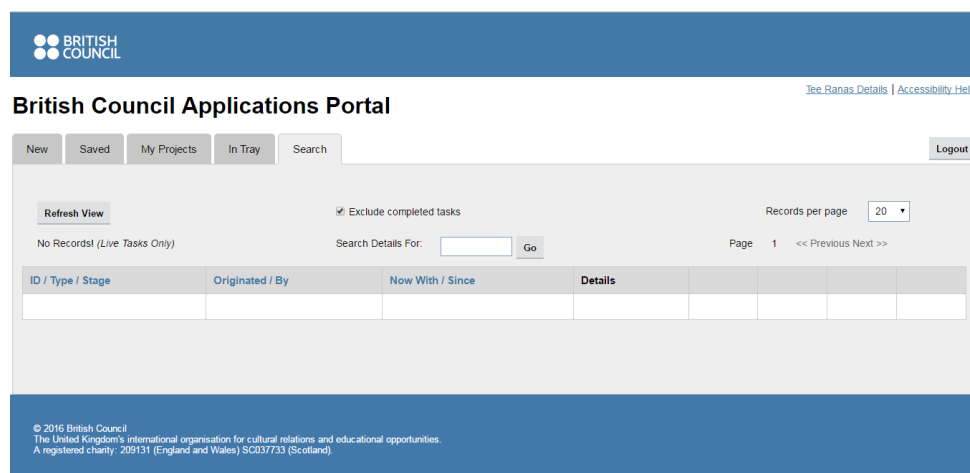 BRITISH
COUNCIL
Tee Ranas Details | Accessibility Hel
British Council Applications Portal
New Saved My Projects In Tray Search Logout
Refresh View Exclude completed tasks Records per page 20
No Records! (Live Tasks Only) Search Details For: Go Page 1 << Previous Next >>
ID / Type / Stage Originated / By Now With / Since Details
© 2016 British Council
The United Kingdom's international organisation for cultural relations and educational opportunities.
A registered charity: 209131 (England and Wales) SC037733 (Scotland).